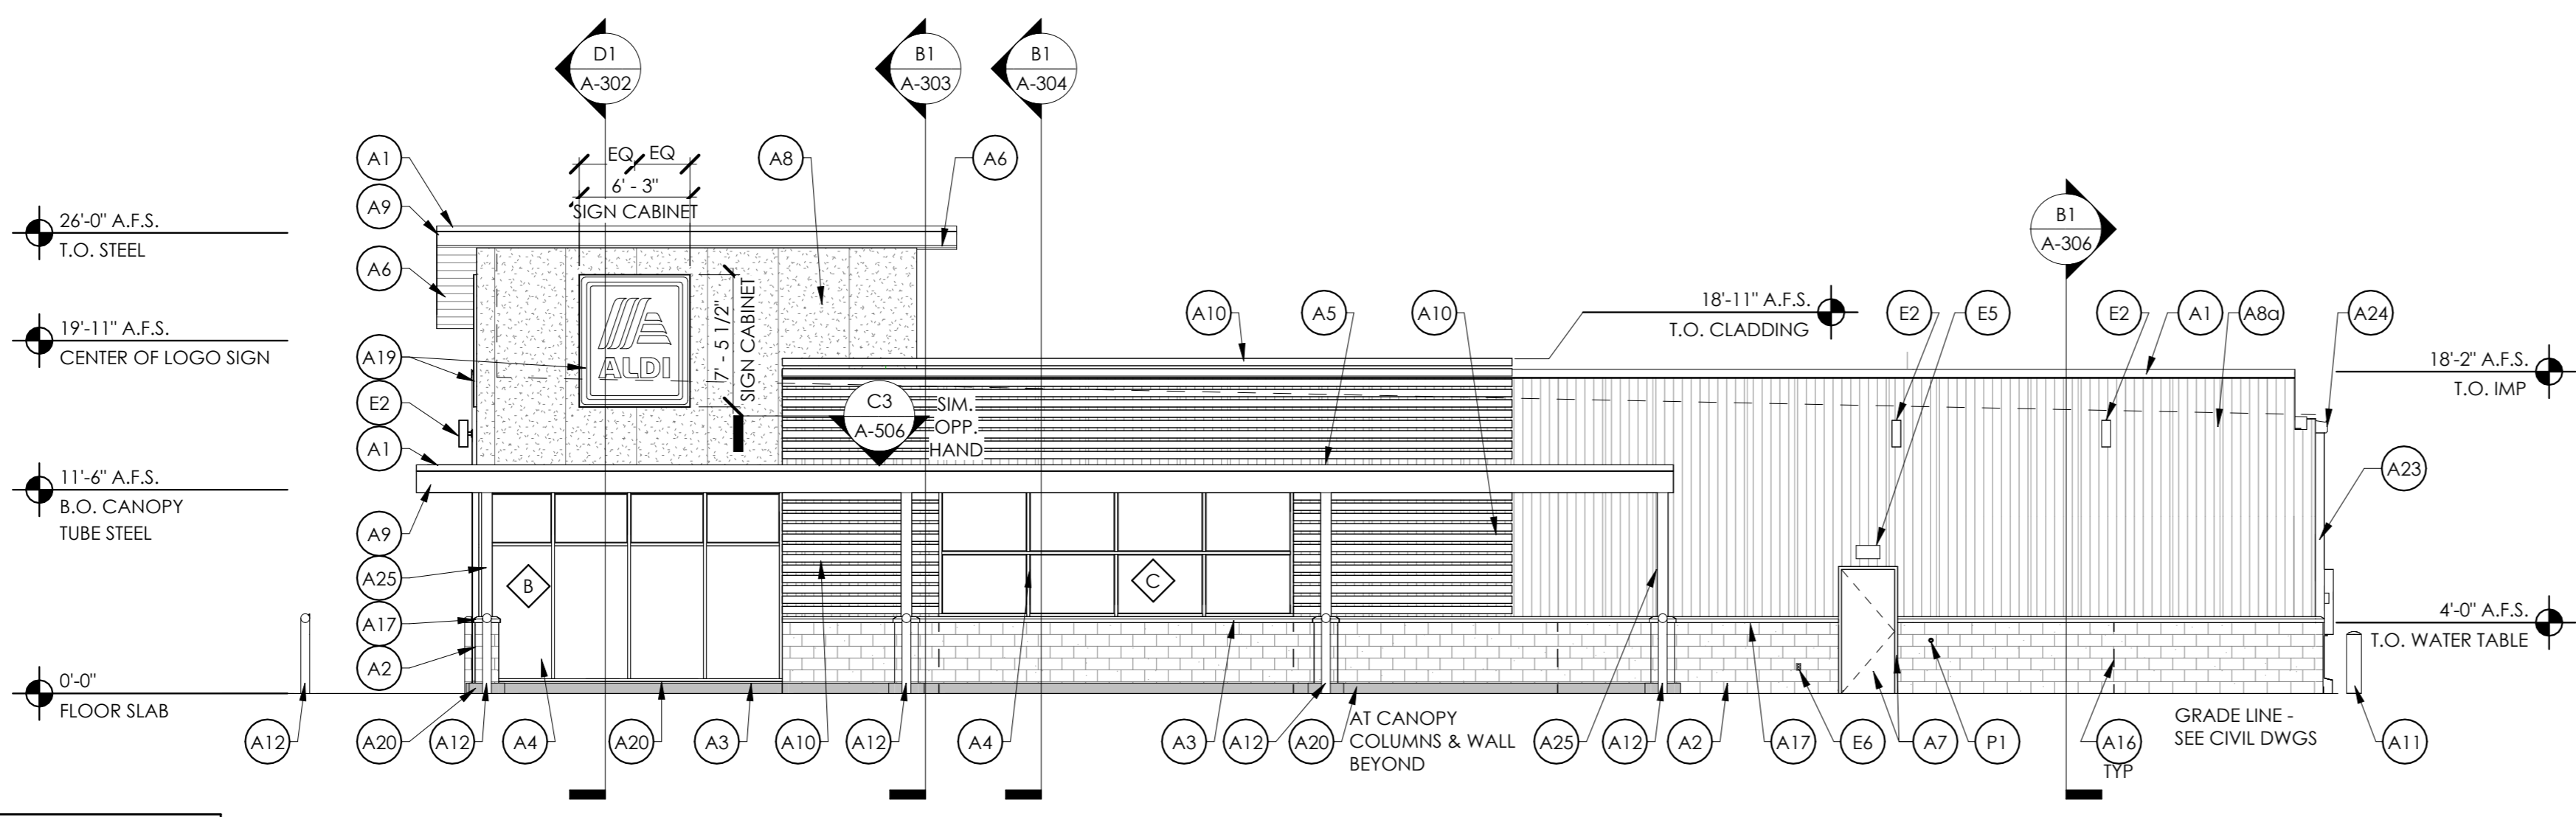 D1
A-302
B1
A-303
B1
A-304
A1
EQ EQ
A8
A6
6' - 3"
SIGN CABINET
A9
26'-0" A.F.S.
T.O. STEEL
B1
A-306
A6
7' - 5 1/2"
SIGN CABINET
ALDI
19'-11" A.F.S.
CENTER OF LOGO SIGN
A10
A5
A10
18'-11" A.F.S.
T.O. CLADDING
E2
E5
E2
A1
A8a
A24
A19
18'-2" A.F.S.
T.O. IMP
E2
C3
A-506
SIM.
OPP.
HAND
A1
11'-6" A.F.S.
B.O. CANOPY
TUBE STEEL
A23
A9
A25
B
C
A17
4'-0" A.F.S.
T.O. WATER TABLE
A2
0'-0"
FLOOR SLAB
A12
A20
A12
A4
A20
A3
A10
A12
A4
A3
A12
A20
AT CANOPY
COLUMNS & WALL
BEYOND
A25
A12
A2
A17
E6
A7
P1
A16
TYP
GRADE LINE -
SEE CIVIL DWGS
A11